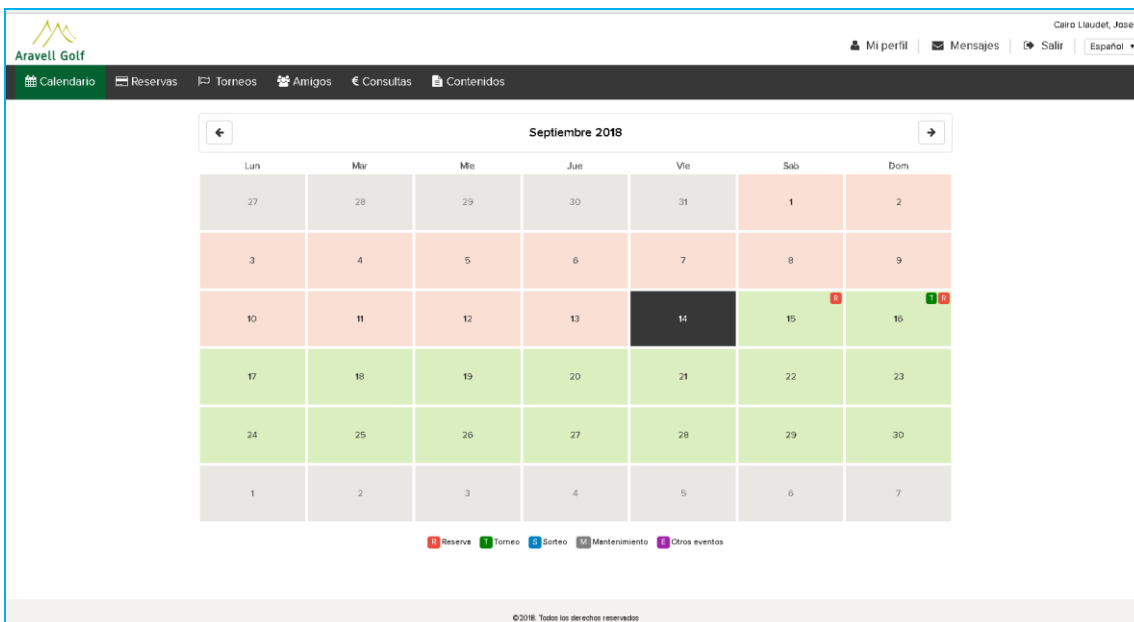 Cairo Llaudet, Jose
Mi perfil Mensajes Salir Español
Aravell Golf
Calendario Reservas Torneos Amigos € Consultas Contenidos
Septiembre 2018
Lun Mar Mie Jue Vie Sab Dom
27 28 29 30 31 1 2
3 4 5 6 7 8 9
R T R
10 11 12 13 14 15 16
17 18 19 20 21 22 23
24 25 26 27 28 29 30
1 2 3 4 5 6 7
R Reserva T Torneo S Sorteo M Mantenimiento E Otros eventos
©2018. Todos los derechos reservados